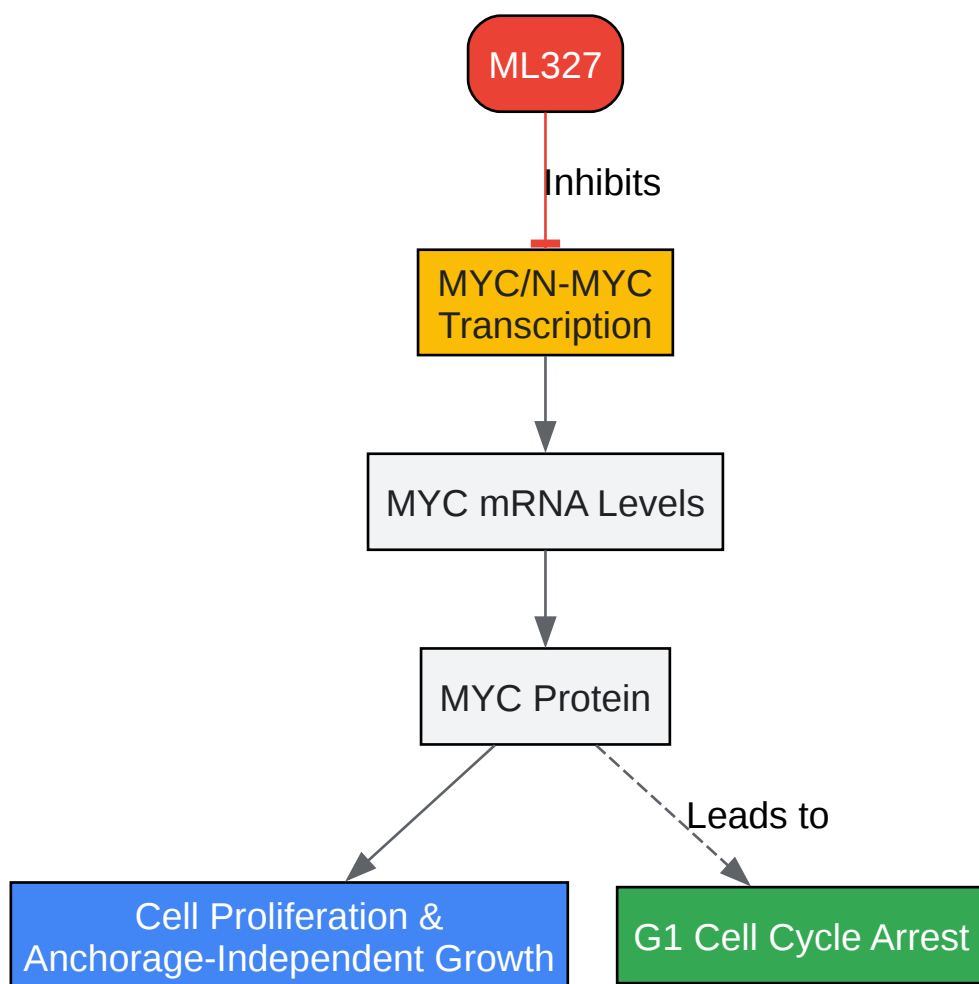 ML327
Inhibits
MYC/N-MYC
Transcription
MYC mRNA Levels
MYC Protein
Leads to
Cell Proliferation &
Anchorage-Independent Growth
G1 Cell Cycle Arrest